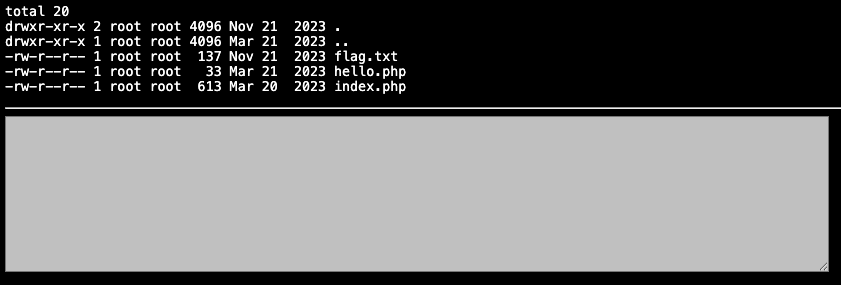 total 20
drwxr-xr-x 2 root root 4096 Nov 21  2023 .
drwxr-xr-x 1 root root 4096 Mar 21  2023 ..
-rw-r--r-- 1 root root  137 Nov 21  2023 flag.txt
-rw-r--r-- 1 root root   33 Mar 21  2023 hello.php
-rw-r--r-- 1 root root  613 Mar 20  2023 index.php